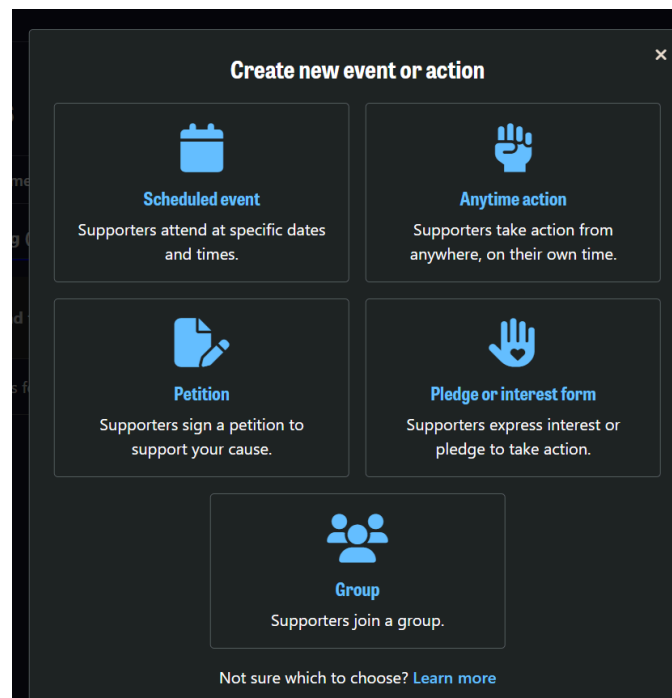 Create new event or action
×
Scheduled event
Supporters attend at specific dates
and times.
Anytime action
Supporters take action from
anywhere, on their own time.
Petition
Supporters sign a petition to
support your cause.
Pledge or interest form
Supporters express interest or
pledge to take action.
Group
Supporters join a group.
Not sure which to choose? Learn more